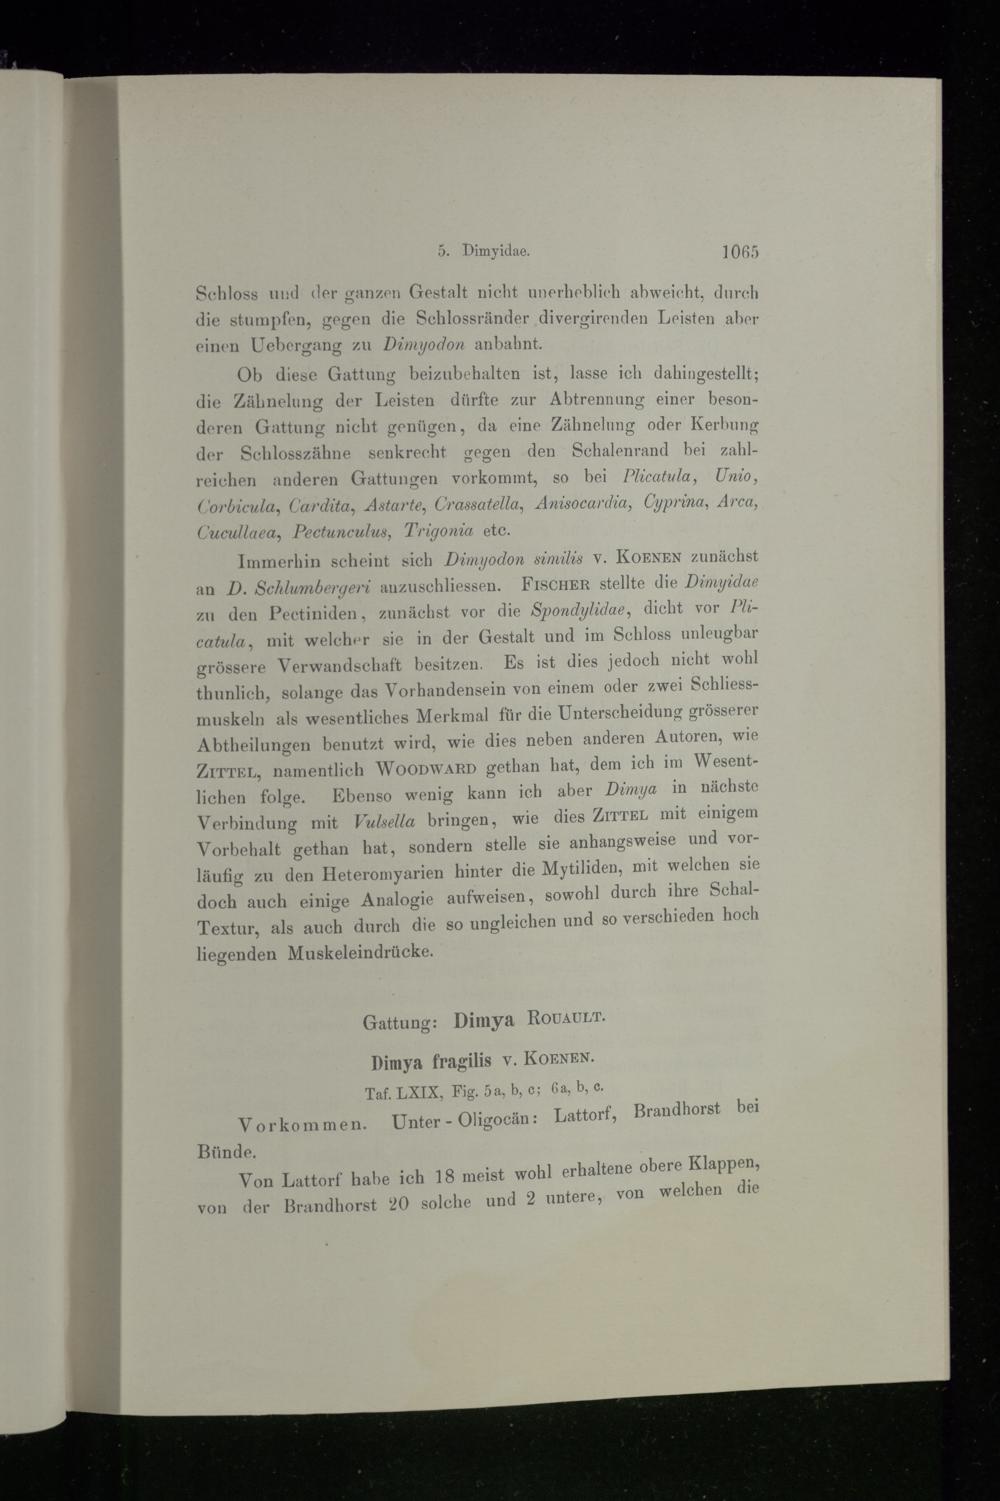 5. Dimyidae. 1065
Schloss und der ganzen Gestalt nicht unerheblich abweicht, durch
die stumpfen, gegen die Schlossränder divergirenden Leisten aber
einen Uebergang zu Dimyodon anbahnt.
Ob diese Gattung beizubehalten ist, lasse ich dahingestellt;
die Zähnelung der Leisten dürfte zur Abtrennung einer beson-
deren Gattung nicht genügen, da eine Zähnelung oder Kerbung
der Schlosszähne senkrecht gegen den Schalenrand bei zahl-
reichen anderen Gattungen vorkommt, so bei Plicatula, Unio,
Corbicula, Cardita, Astarte, Crassatella, Anisocardia, Cyprina, Arca,
Cucullaea, Pectunculus, Trigonia etc.
Immerhin scheint sich Dimyodon similis v. Koenen zunächst
an D. Schlumbergeri anzuschliessen. Fischer stellte die Dimyidae
zu den Pectiniden, zunächst vor die Spondylidae, dicht vor Pli-
catula, mit welcher sie in der Gestalt und im Schloss unleugbar
grössere Verwandschaft besitzen. Es ist dies jedoch nicht wohl
thunlich, solange das Vorhandensein von einem oder zwei Schliess-
muskeln als wesentliches Merkmal für die Unterscheidung grösserer
Abtheilungen benutzt wird, wie dies neben anderen Autoren, wie
Zittel, namentlich Woodward gethan hat, dem ich im Wesent-
lichen folge. Ebenso wenig kann ich aber Dimya in nächste
Verbindung mit Vulsella bringen, wie dies Zittel mit einigem
Vorbehalt gethan hat, sondern stelle sie anhangsweise und vor-
läufig zu den Heteromyarien hinter die Mytiliden, mit welchen sie
doch auch einige Analogie aufweisen, sowohl durch ihre Schal-
Textur, als auch durch die so ungleichen und so verschieden hoch
liegenden Muskeleindrücke.
Gattung: Dimya Rouault.
Dimya fragilis v. Koenen.
Taf. LXIX, Fig. 5a, b, c; 6a, b, c.
Vorkommen. Unter-Oligocän: Lattorf, Brandhorst bei
Bünde.
Von Lattorf habe ich 18 meist wohl erhaltene obere Klappen,
von der Brandhorst 20 solche und 2 untere, von welchen die